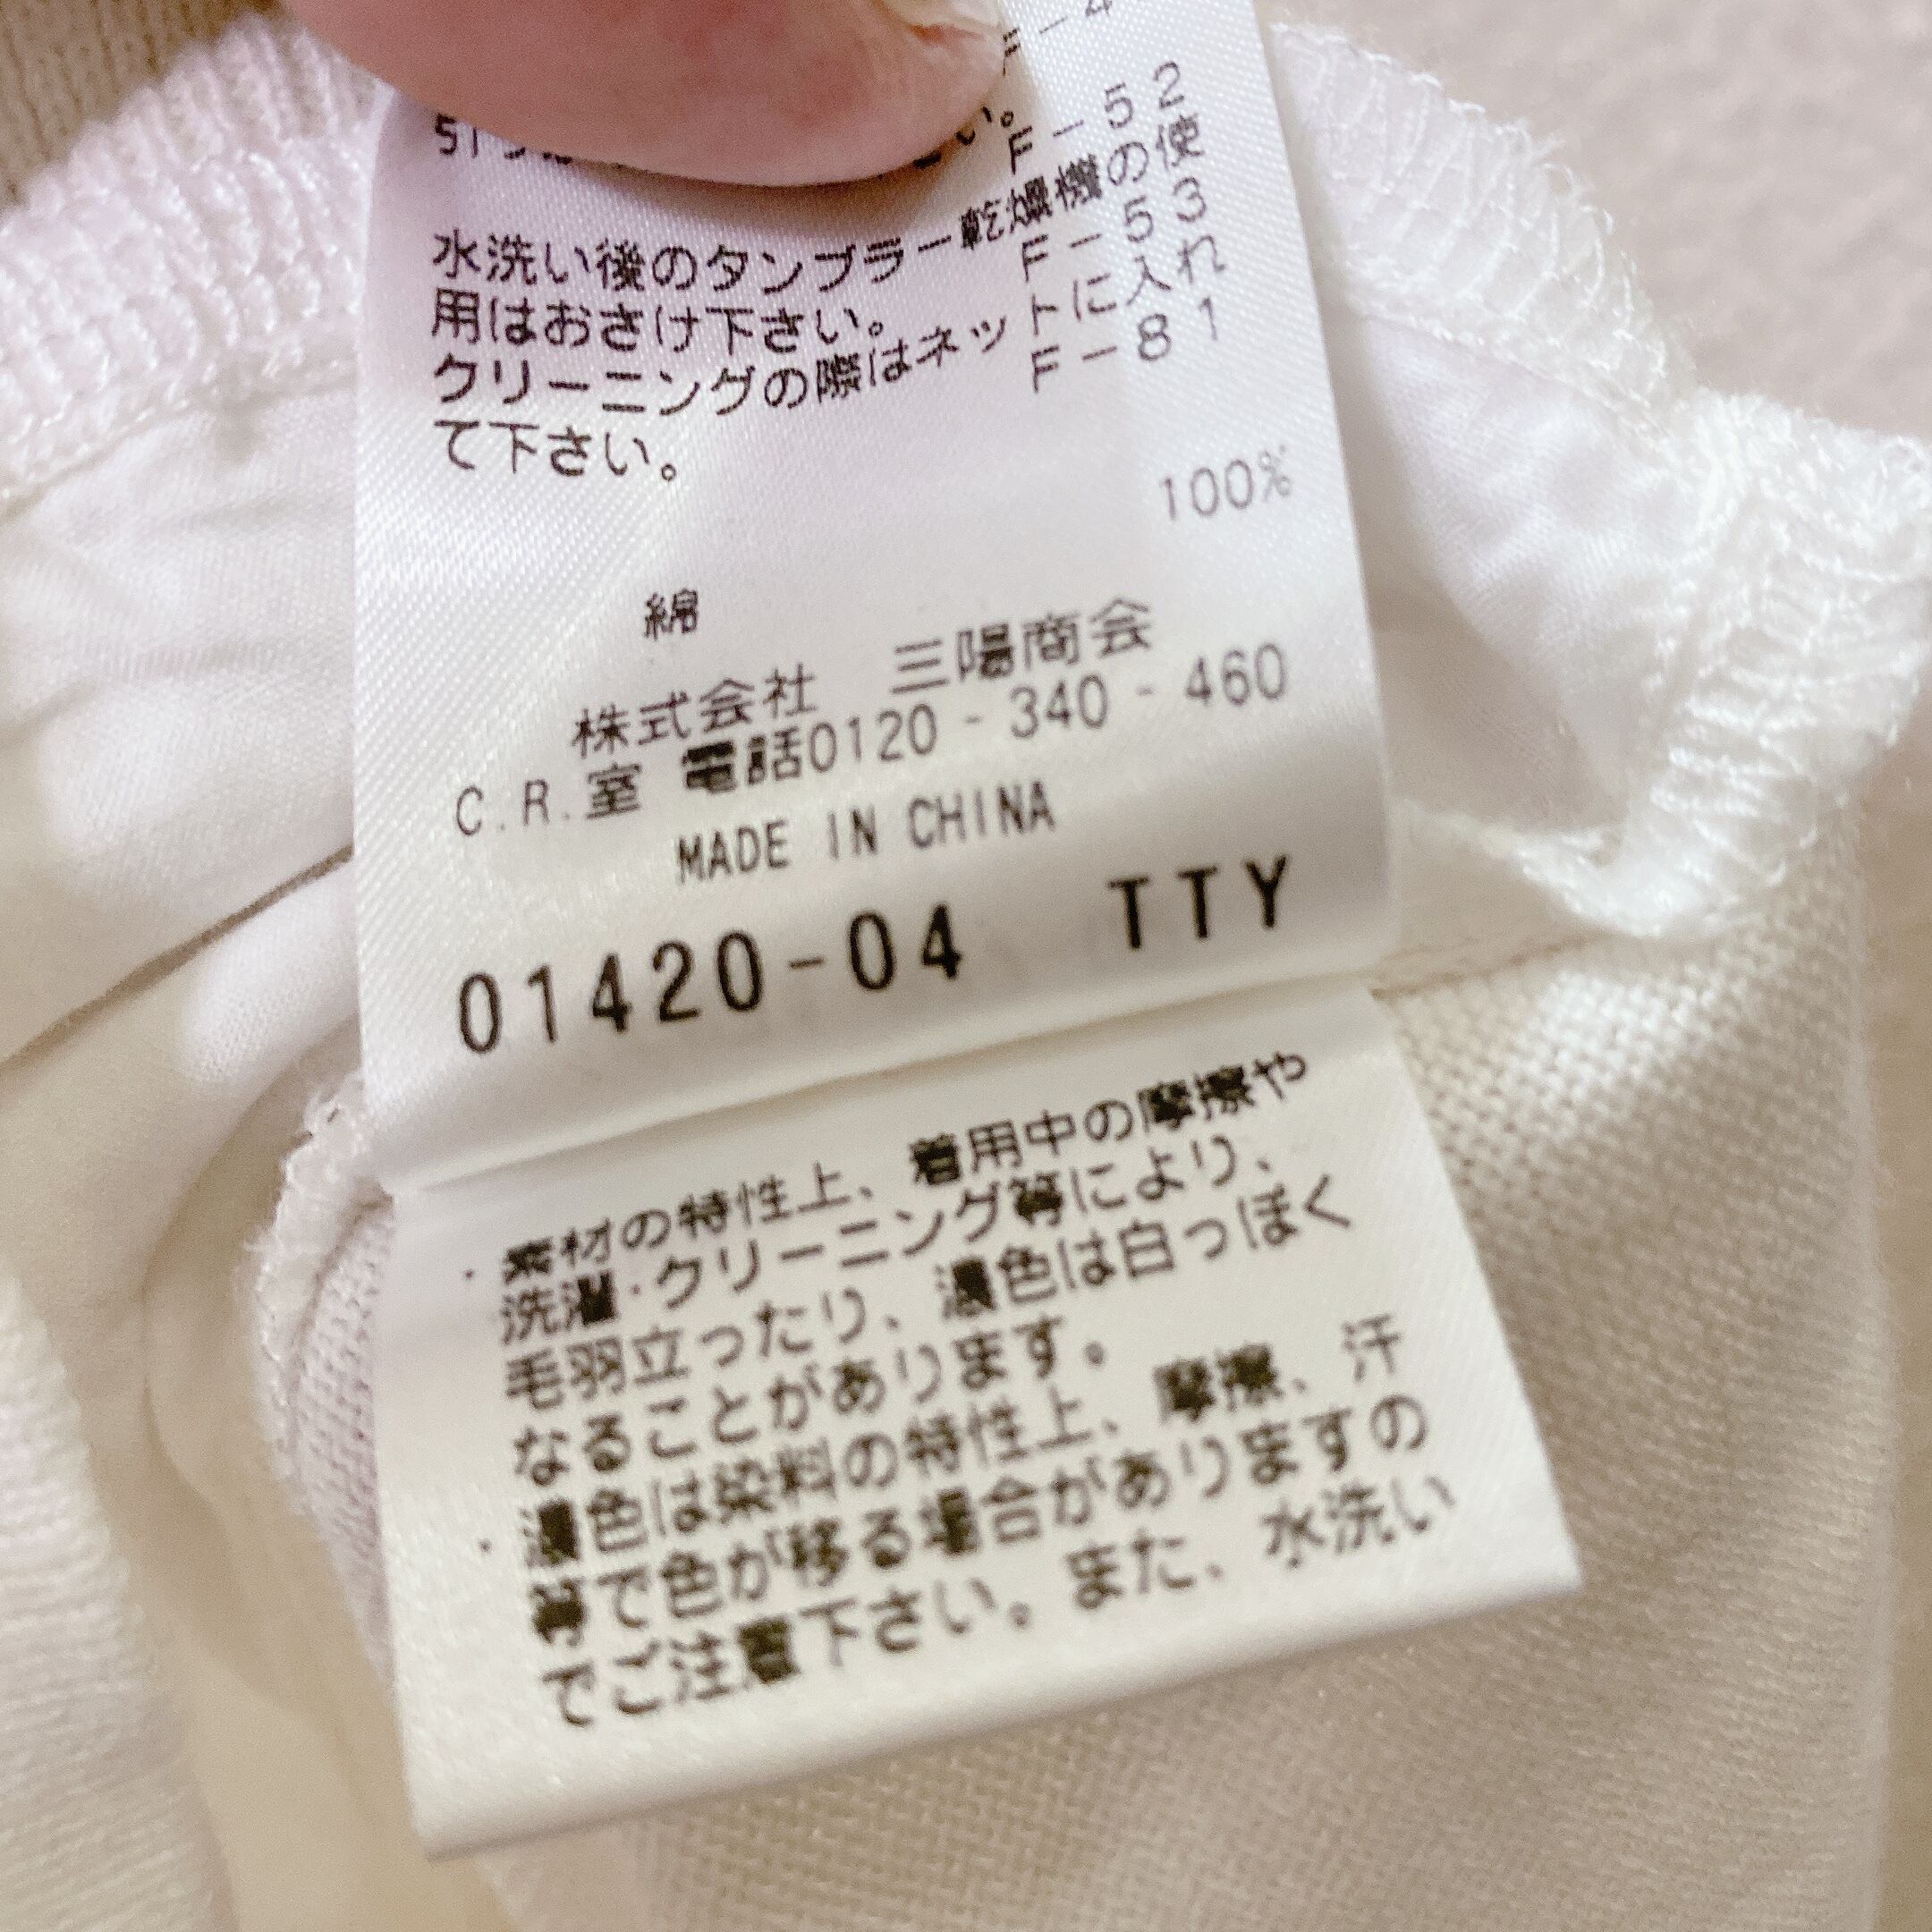 F-4
F-52
水洗い後のタンブラー乾燥機の使
用はおさけ下さい。 F-53
クリーニングの際はネットに入れ
て下さい。 F-81
綿 100%
株式会社 三陽商会
C.R.室 電話0120-340-460
MADE IN CHINA
01420-04 TTY
・素材の特性上、着用中の摩擦や
洗濯・クリーニング等により、
毛羽立ったり、濃色は白っぽく
なることがあります。
・濃色は染料の特性上、摩擦、汗
等で色が移る場合がありますの
でご注意下さい。また、水洗い